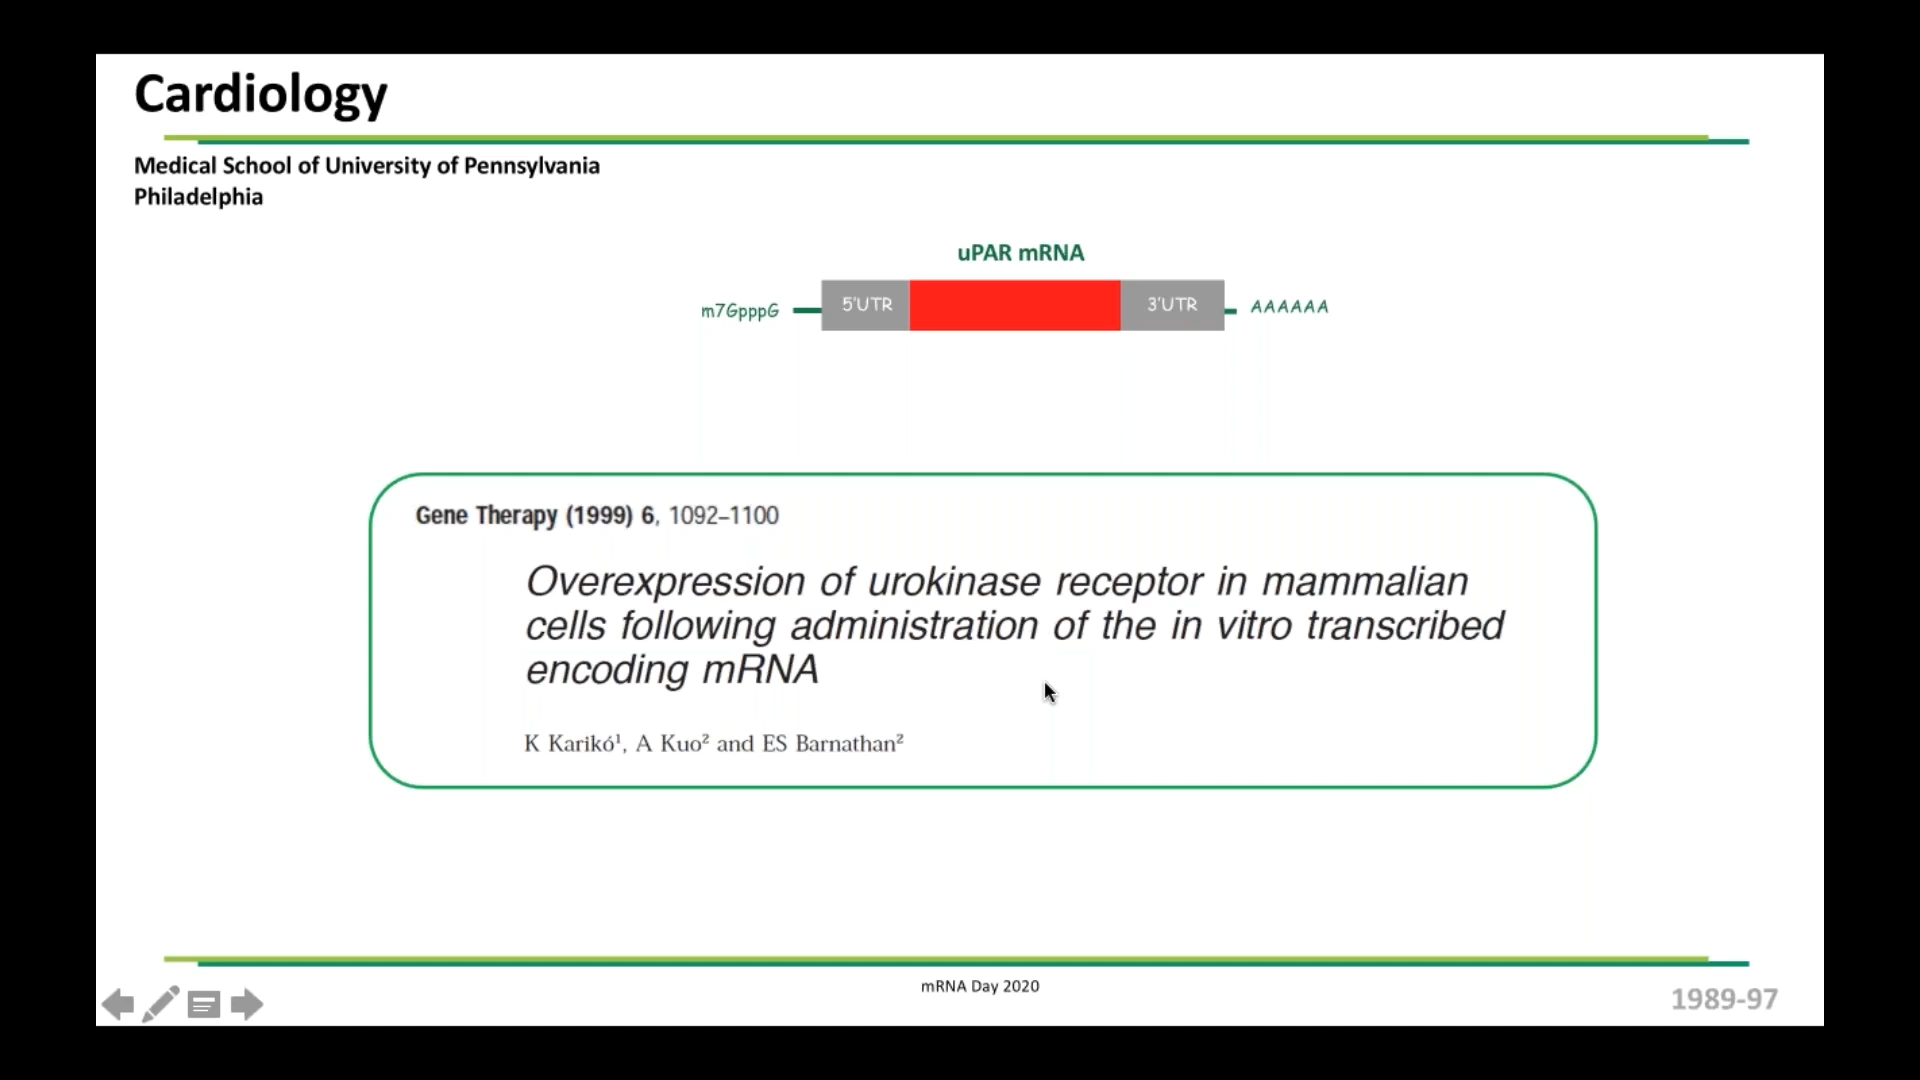 Cardiology
Medical School of University of Pennsylvania
Philadelphia
uPAR mRNA
m7GpppG 5'UTR 3'UTR AAAAAA
Gene Therapy (1999) 6, 1092–1100
Overexpression of urokinase receptor in mammalian
cells following administration of the in vitro transcribed
encoding mRNA
K Karikó¹, A Kuo² and ES Barnathan²
mRNA Day 2020
1989-97